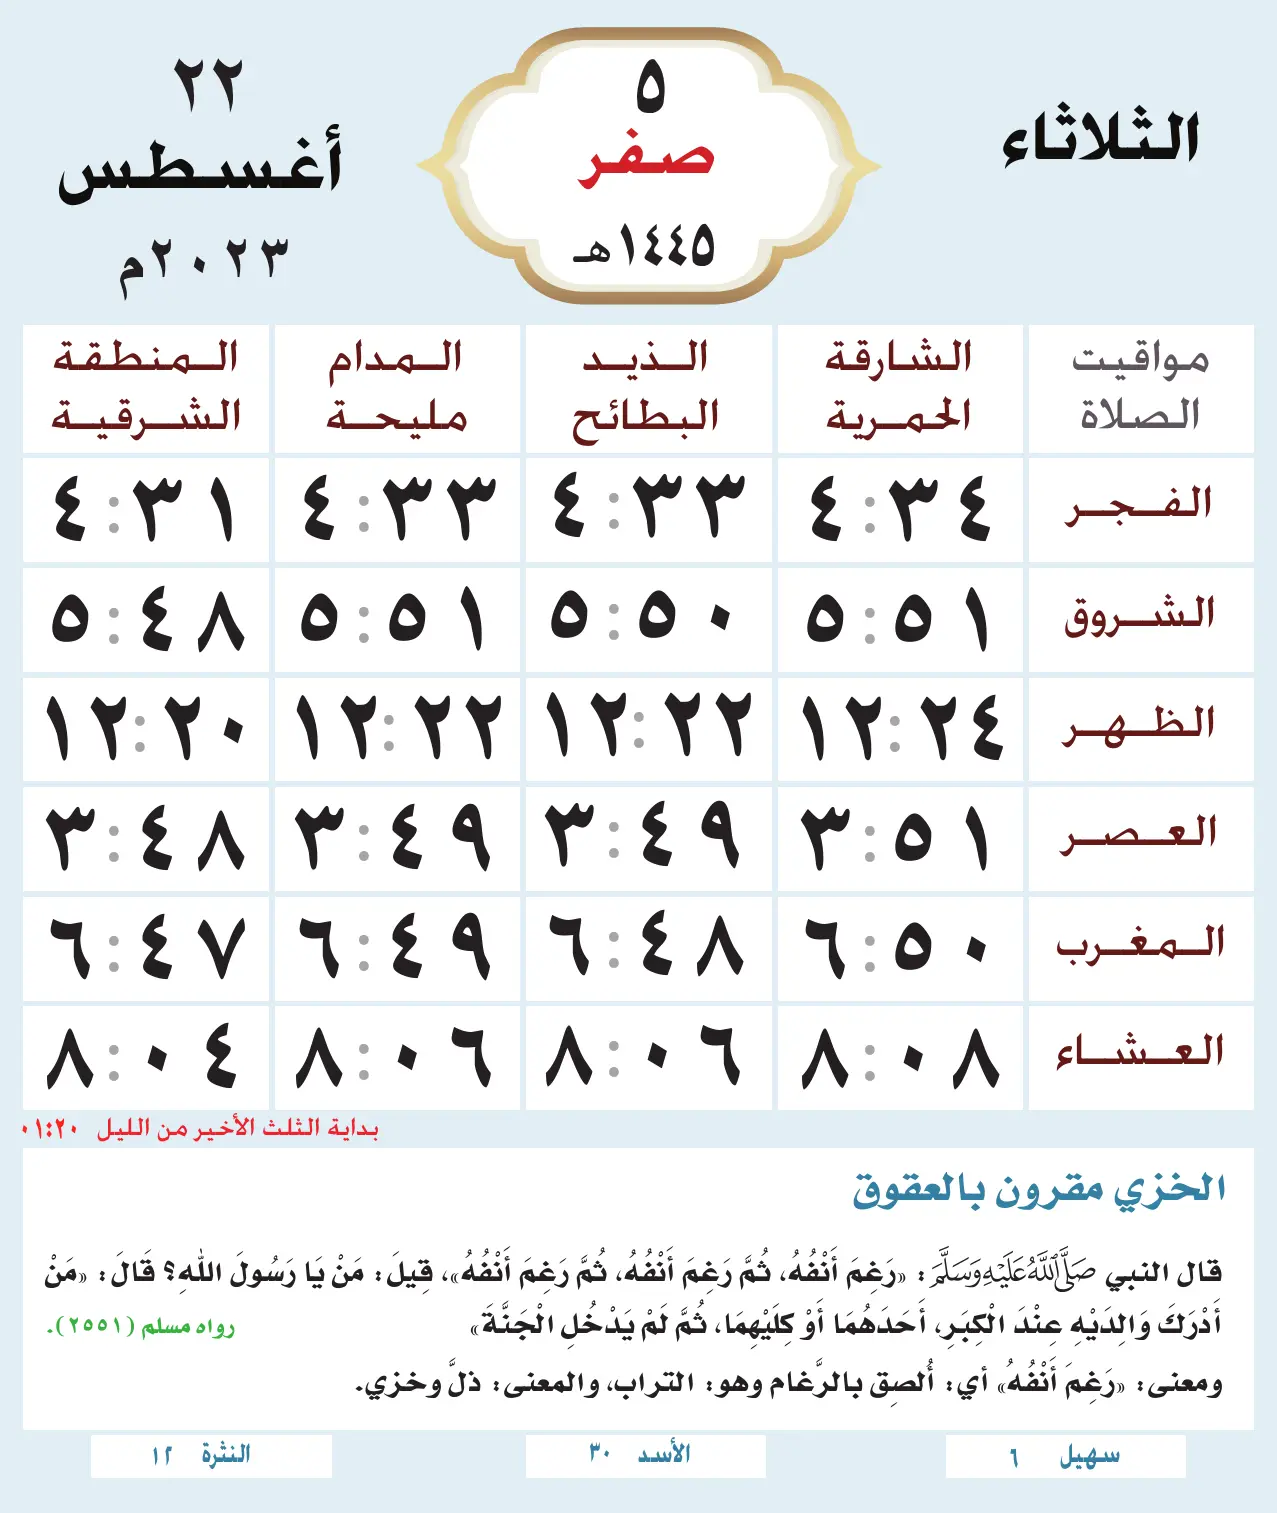 الثلاثاء
٥
صفر
١٤٤٥هـ
٢٢
أغسطس
٢٠٢٣م
مواقيت الصلاة الشارقة الحمرية الذيد البطائح المدام مليحة المنطقة الشرقية
الفجر ٤:٣٤ ٤:٣٣ ٤:٣٣ ٤:٣١
الشروق ٥:٥١ ٥:٥٠ ٥:٥١ ٥:٤٨
الظهر ١٢:٢٤ ١٢:٢٢ ١٢:٢٢ ١٢:٢٠
العصر ٣:٥١ ٣:٤٩ ٣:٤٩ ٣:٤٨
المغرب ٦:٥٠ ٦:٤٨ ٦:٤٩ ٦:٤٧
العشاء ٨:٠٨ ٨:٠٦ ٨:٠٦ ٨:٠٤
بداية الثلث الأخير من الليل ٠١:٢٠
الخزي مقرون بالعقوق
قال النبي صَلَّى اللَّهُ عَلَيْهِ وَسَلَّمَ: «رَغِمَ أَنْفُهُ، ثُمَّ رَغِمَ أَنْفُهُ، ثُمَّ رَغِمَ أَنْفُهُ»، قِيلَ: مَنْ يَا رَسُولَ اللهِ؟ قَالَ: «مَنْ
أَدْرَكَ وَالِدَيْهِ عِنْدَ الْكِبَرِ، أَحَدَهُمَا أَوْ كِلَيْهِمَا، ثُمَّ لَمْ يَدْخُلِ الْجَنَّةَ» رواه مسلم (٢٥٥١).
ومعنى: «رَغِمَ أَنْفُهُ» أي: أُلصِق بالرَّغام وهو: التراب، والمعنى: ذلَّ وخزي.
سهيل ٦ الأسد ٣٠ النثرة ١٢